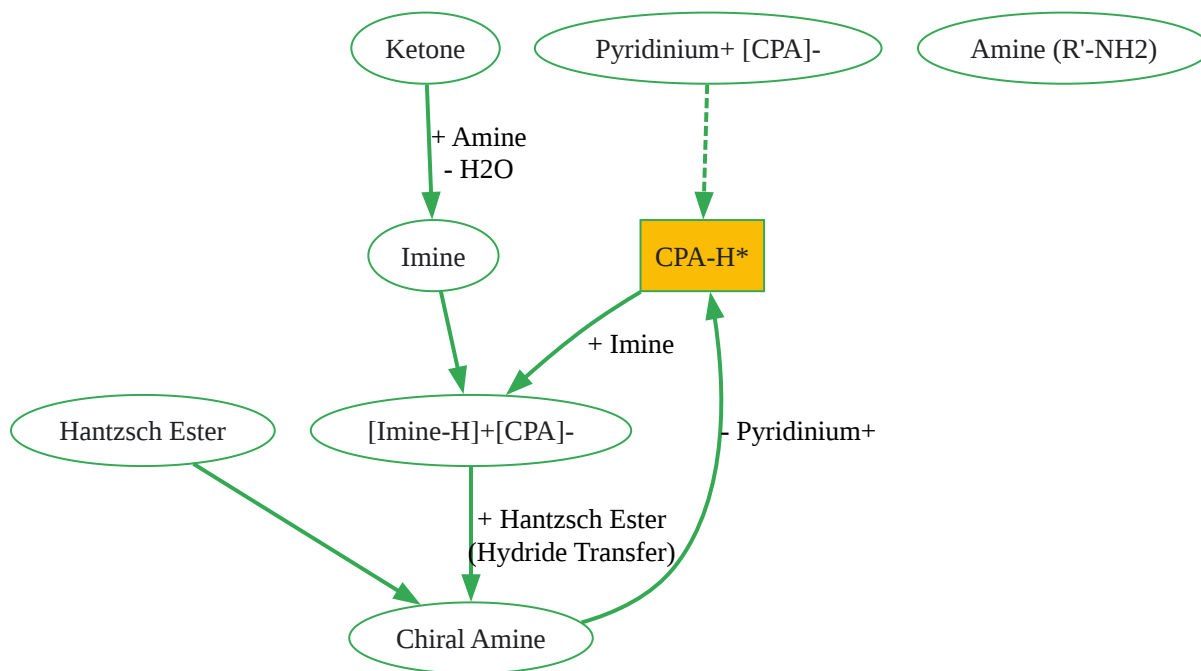 Ketone
Pyridinium+ [CPA]-
Amine (R'-NH2)
+ Amine
- H2O
Imine
CPA-H*
+ Imine
Hantzsch Ester
[Imine-H]+[CPA]-
- Pyridinium+
+ Hantzsch Ester
(Hydride Transfer)
Chiral Amine